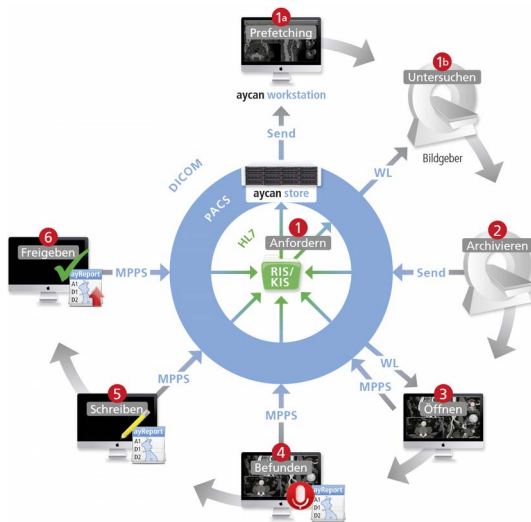 1a
Prefetching
aycan workstation
Send
1b
Untersuchen
Bildgeber
WL
DICOM
PACS
HL7
aycan store
1
Anfordern
RIS/
KIS
2
Archivieren
Send
WL
MPPS
3
Öffnen
MPPS
4
Befunden
ayReport
A1
D1
D2
MPPS
5
Schreiben
ayReport
A1
D1
D2
MPPS
6
Freigeben
ayReport
A1
D1
D2